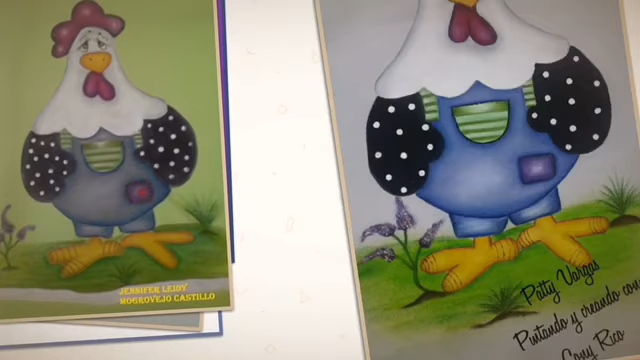 JENNIFER LEIDY
MOGROVEJO CASTILLO
Patty Vargas
Pintando y creando con
Cony Rico